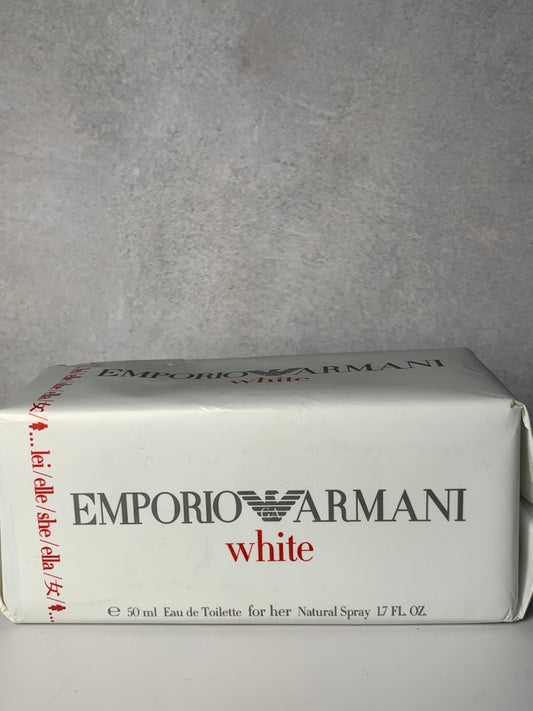 EMPORIO ARMANI
white
... lei/elle/she/ella/女/
EMPORIO ARMANI
white
℮ 50 ml Eau de Toilette for her Natural Spray 1.7 FL. OZ.